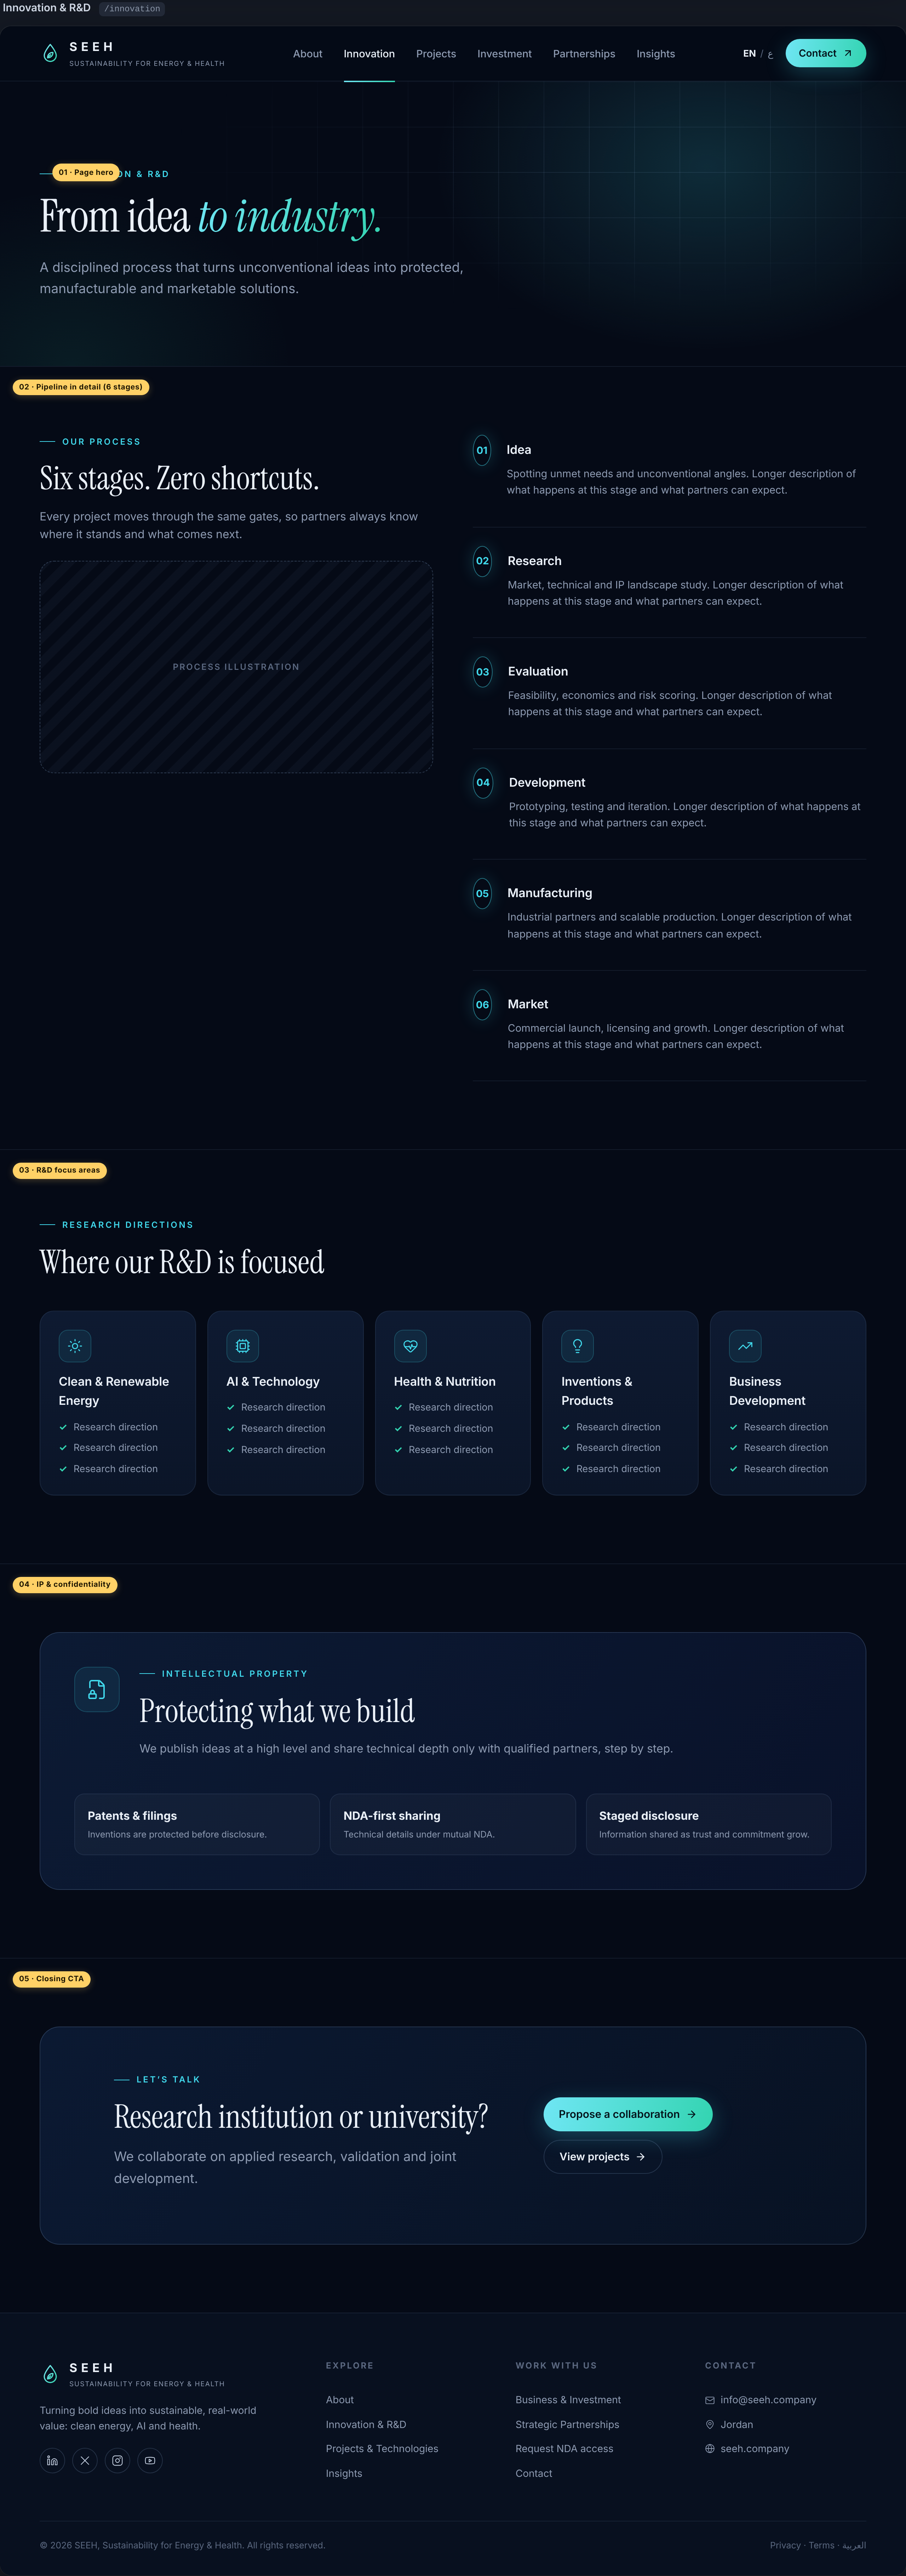 Innovation & R&D /innovation
SEEH
SUSTAINABILITY FOR ENERGY & HEALTH
About Innovation Projects Investment Partnerships Insights
EN / ع Contact
01 · Page hero
ON & R&D
From idea to industry.
A disciplined process that turns unconventional ideas into protected,
manufacturable and marketable solutions.
02 · Pipeline in detail (6 stages)
OUR PROCESS
Six stages. Zero shortcuts.
Every project moves through the same gates, so partners always know
where it stands and what comes next.
PROCESS ILLUSTRATION
01 Idea
Spotting unmet needs and unconventional angles. Longer description of
what happens at this stage and what partners can expect.
02 Research
Market, technical and IP landscape study. Longer description of what
happens at this stage and what partners can expect.
03 Evaluation
Feasibility, economics and risk scoring. Longer description of what
happens at this stage and what partners can expect.
04 Development
Prototyping, testing and iteration. Longer description of what happens at
this stage and what partners can expect.
05 Manufacturing
Industrial partners and scalable production. Longer description of what
happens at this stage and what partners can expect.
06 Market
Commercial launch, licensing and growth. Longer description of what
happens at this stage and what partners can expect.
03 · R&D focus areas
RESEARCH DIRECTIONS
Where our R&D is focused
Clean & Renewable
Energy
Research direction
Research direction
Research direction
AI & Technology
Research direction
Research direction
Research direction
Health & Nutrition
Research direction
Research direction
Research direction
Inventions &
Products
Research direction
Research direction
Research direction
Business
Development
Research direction
Research direction
Research direction
04 · IP & confidentiality
INTELLECTUAL PROPERTY
Protecting what we build
We publish ideas at a high level and share technical depth only with qualified partners, step by step.
Patents & filings
Inventions are protected before disclosure.
NDA-first sharing
Technical details under mutual NDA.
Staged disclosure
Information shared as trust and commitment grow.
05 · Closing CTA
LET'S TALK
Research institution or university?
We collaborate on applied research, validation and joint
development.
Propose a collaboration
View projects
SEEH
SUSTAINABILITY FOR ENERGY & HEALTH
Turning bold ideas into sustainable, real-world
value: clean energy, AI and health.
EXPLORE
About
Innovation & R&D
Projects & Technologies
Insights
WORK WITH US
Business & Investment
Strategic Partnerships
Request NDA access
Contact
CONTACT
info@seeh.company
Jordan
seeh.company
© 2026 SEEH, Sustainability for Energy & Health. All rights reserved.
Privacy · Terms · العربية